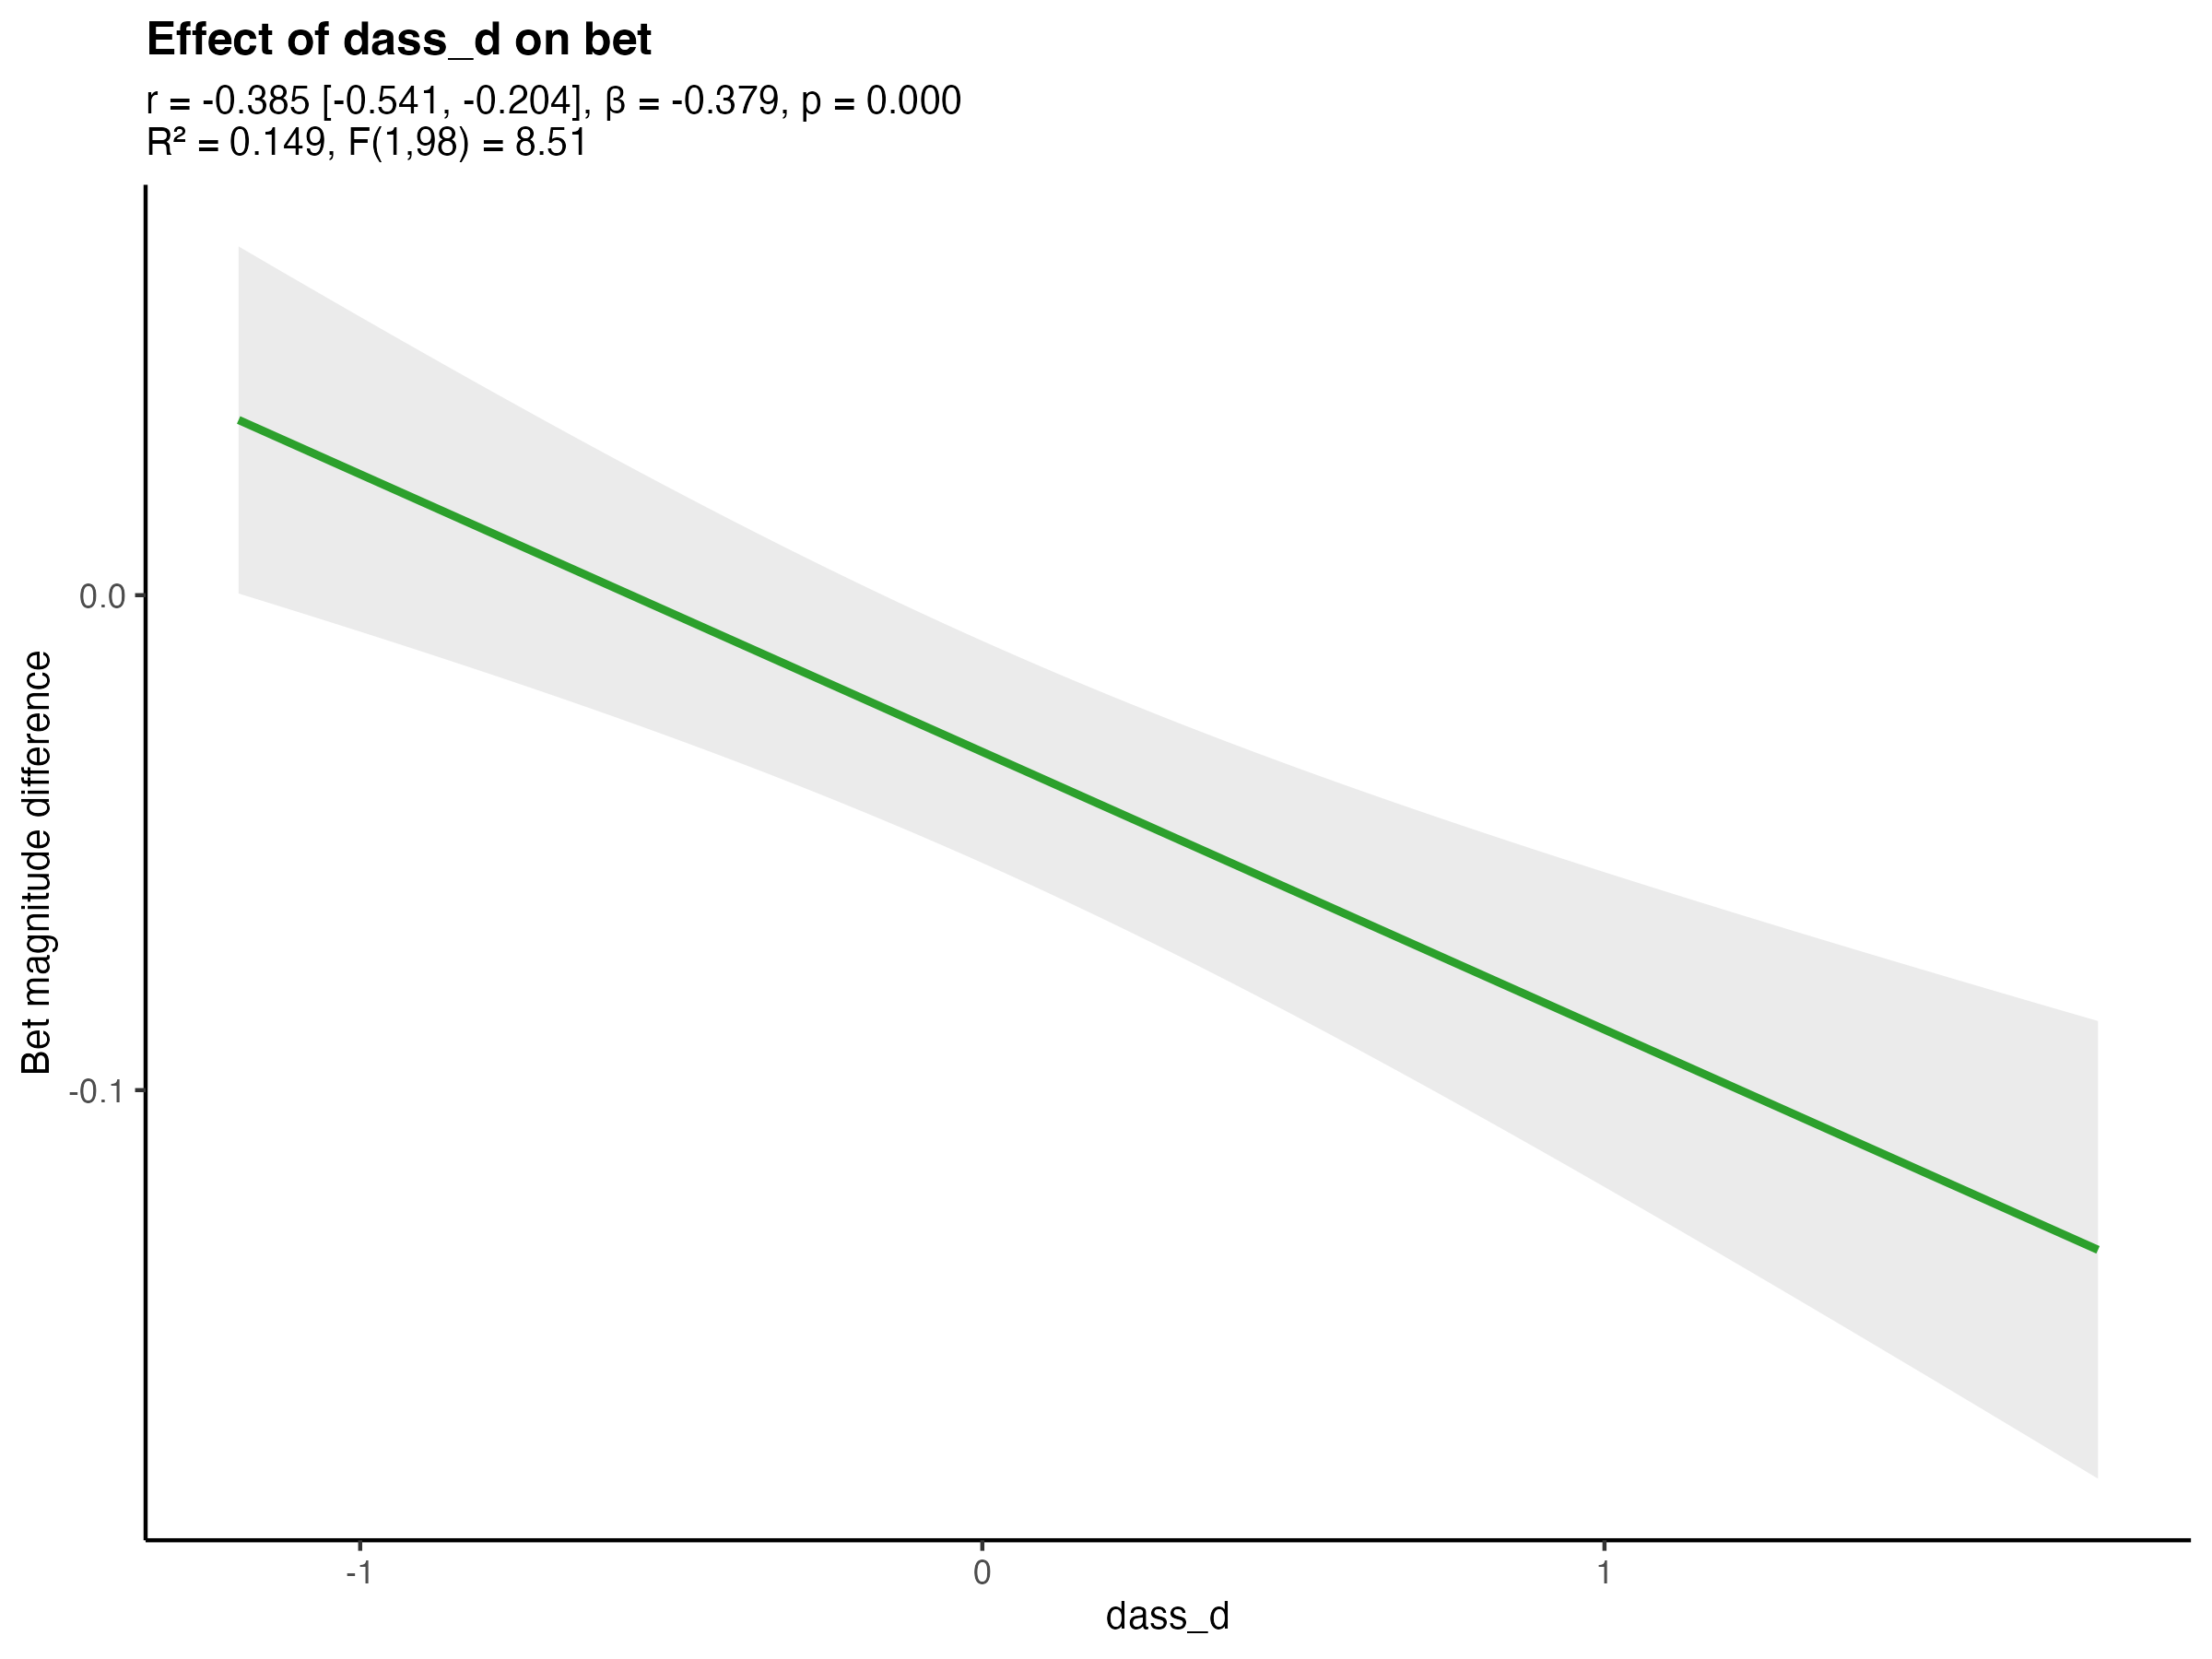 Effect of dass_d on bet
r = -0.385 [-0.541, -0.204], β = -0.379, p = 0.000
R² = 0.149, F(1,98) = 8.51
Bet magnitude difference
0.0
-0.1
-1
0
1
dass_d